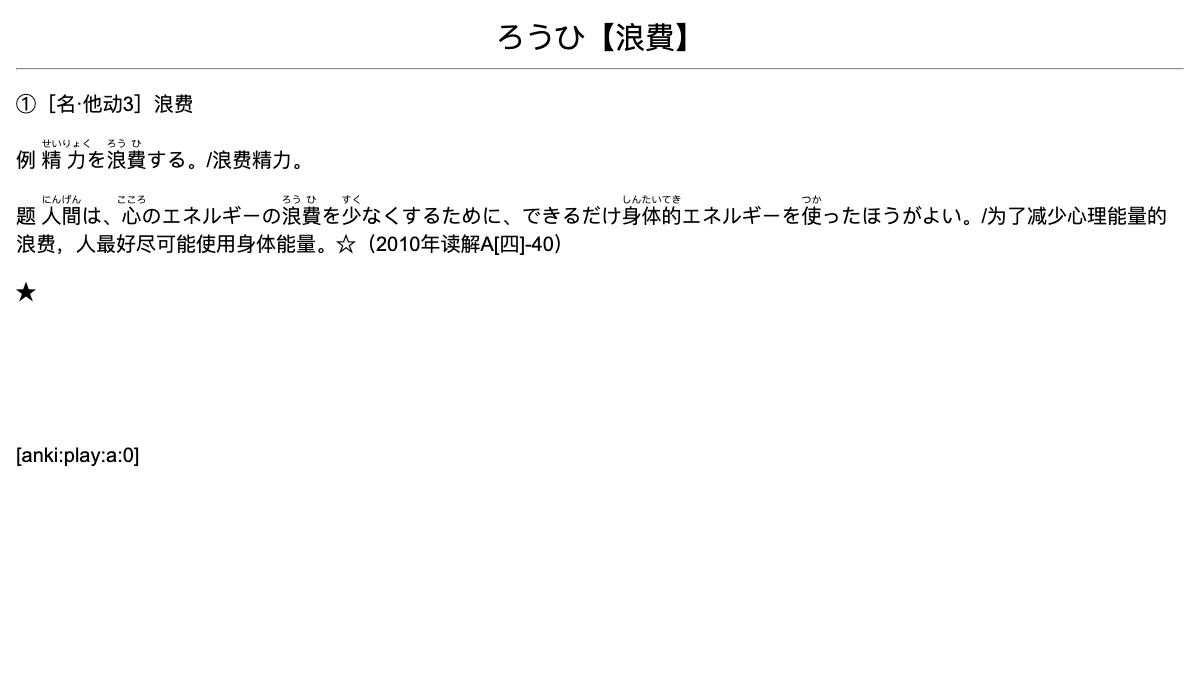 ろうひ【浪費】
①［名·他动3］浪费
せいりょく ろう ひ
例 精力を浪費する。/浪费精力。
にんげん こころ ろう ひ すく しんたいてき つか
题 人間は、心のエネルギーの浪費を少なくするために、できるだけ身体的エネルギーを使ったほうがよい。/为了减少心理能量的
浪费，人最好尽可能使用身体能量。☆（2010年读解A[四]-40）
★
[anki:play:a:0]